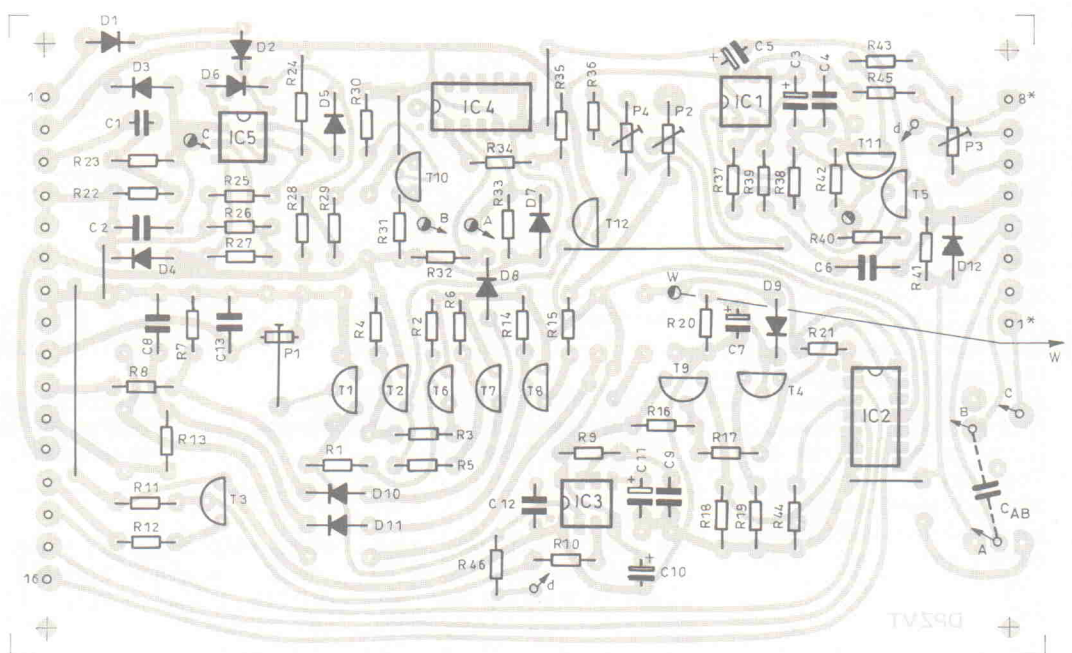 D1
D2
D3
D6
R24
D5
R30
IC4
R35
R36
P4
P2
C5
IC1
C3
C4
R43
R45
1
8*
C1
C
IC5
R23
R34
T10
d
T11
P3
R22
R25
R28
R29
R31
B
A
R33
D7
T12
R37
R39
R38
R42
T5
C2
R26
R27
D4
R32
D8
R40
C6
R41
D12
W
D9
R20
C7
1*
W
C8
R7
C13
P1
R4
R2
R6
R14
R15
R21
R8
T1
T2
T6
T7
T8
T9
T4
IC2
C
B
R13
R3
R16
R1
R5
R9
R17
R11
T3
D10
C12
IC3
C11
C9
R18
R19
R44
CAB
R12
D11
A
R46
R10
C10
d
16
DPZVT